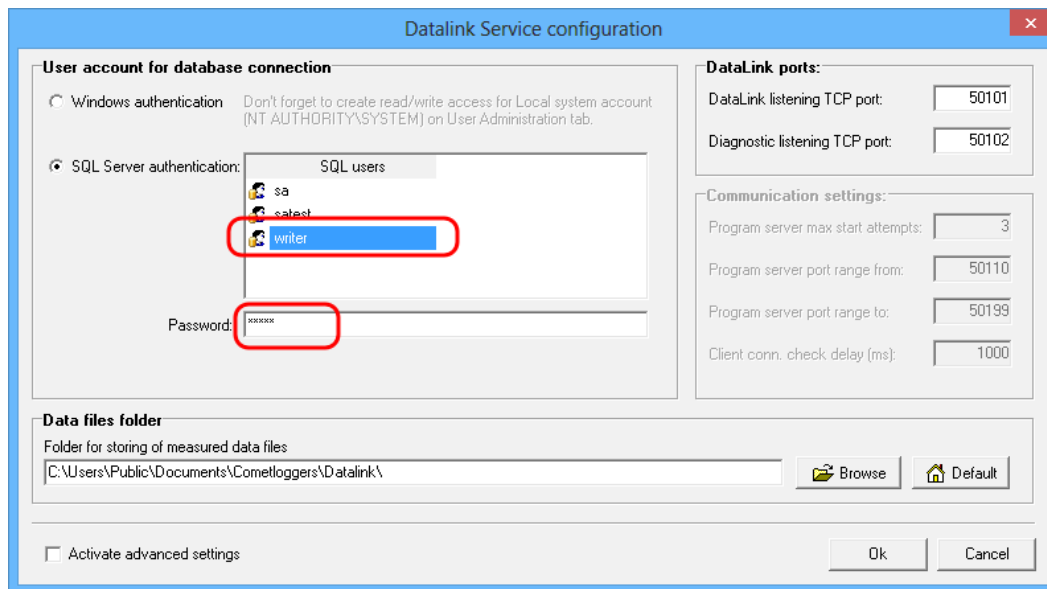 Datalink Service configuration
User account for database connection
Windows authentication
Don't forget to create read/write access for Local system account
(NT AUTHORITY\SYSTEM) on User Administration tab.
SQL Server authentication:
SQL users
sa
satest
writer
Password:
*****
DataLink ports:
DataLink listening TCP port: 50101
Diagnostic listening TCP port: 50102
Communication settings:
Program server max start attempts: 3
Program server port range from: 50110
Program server port range to: 50199
Client conn. check delay (ms): 1000
Data files folder
Folder for storing of measured data files
C:\Users\Public\Documents\Cometloggers\Datalink\
Browse
Default
Activate advanced settings
Ok
Cancel